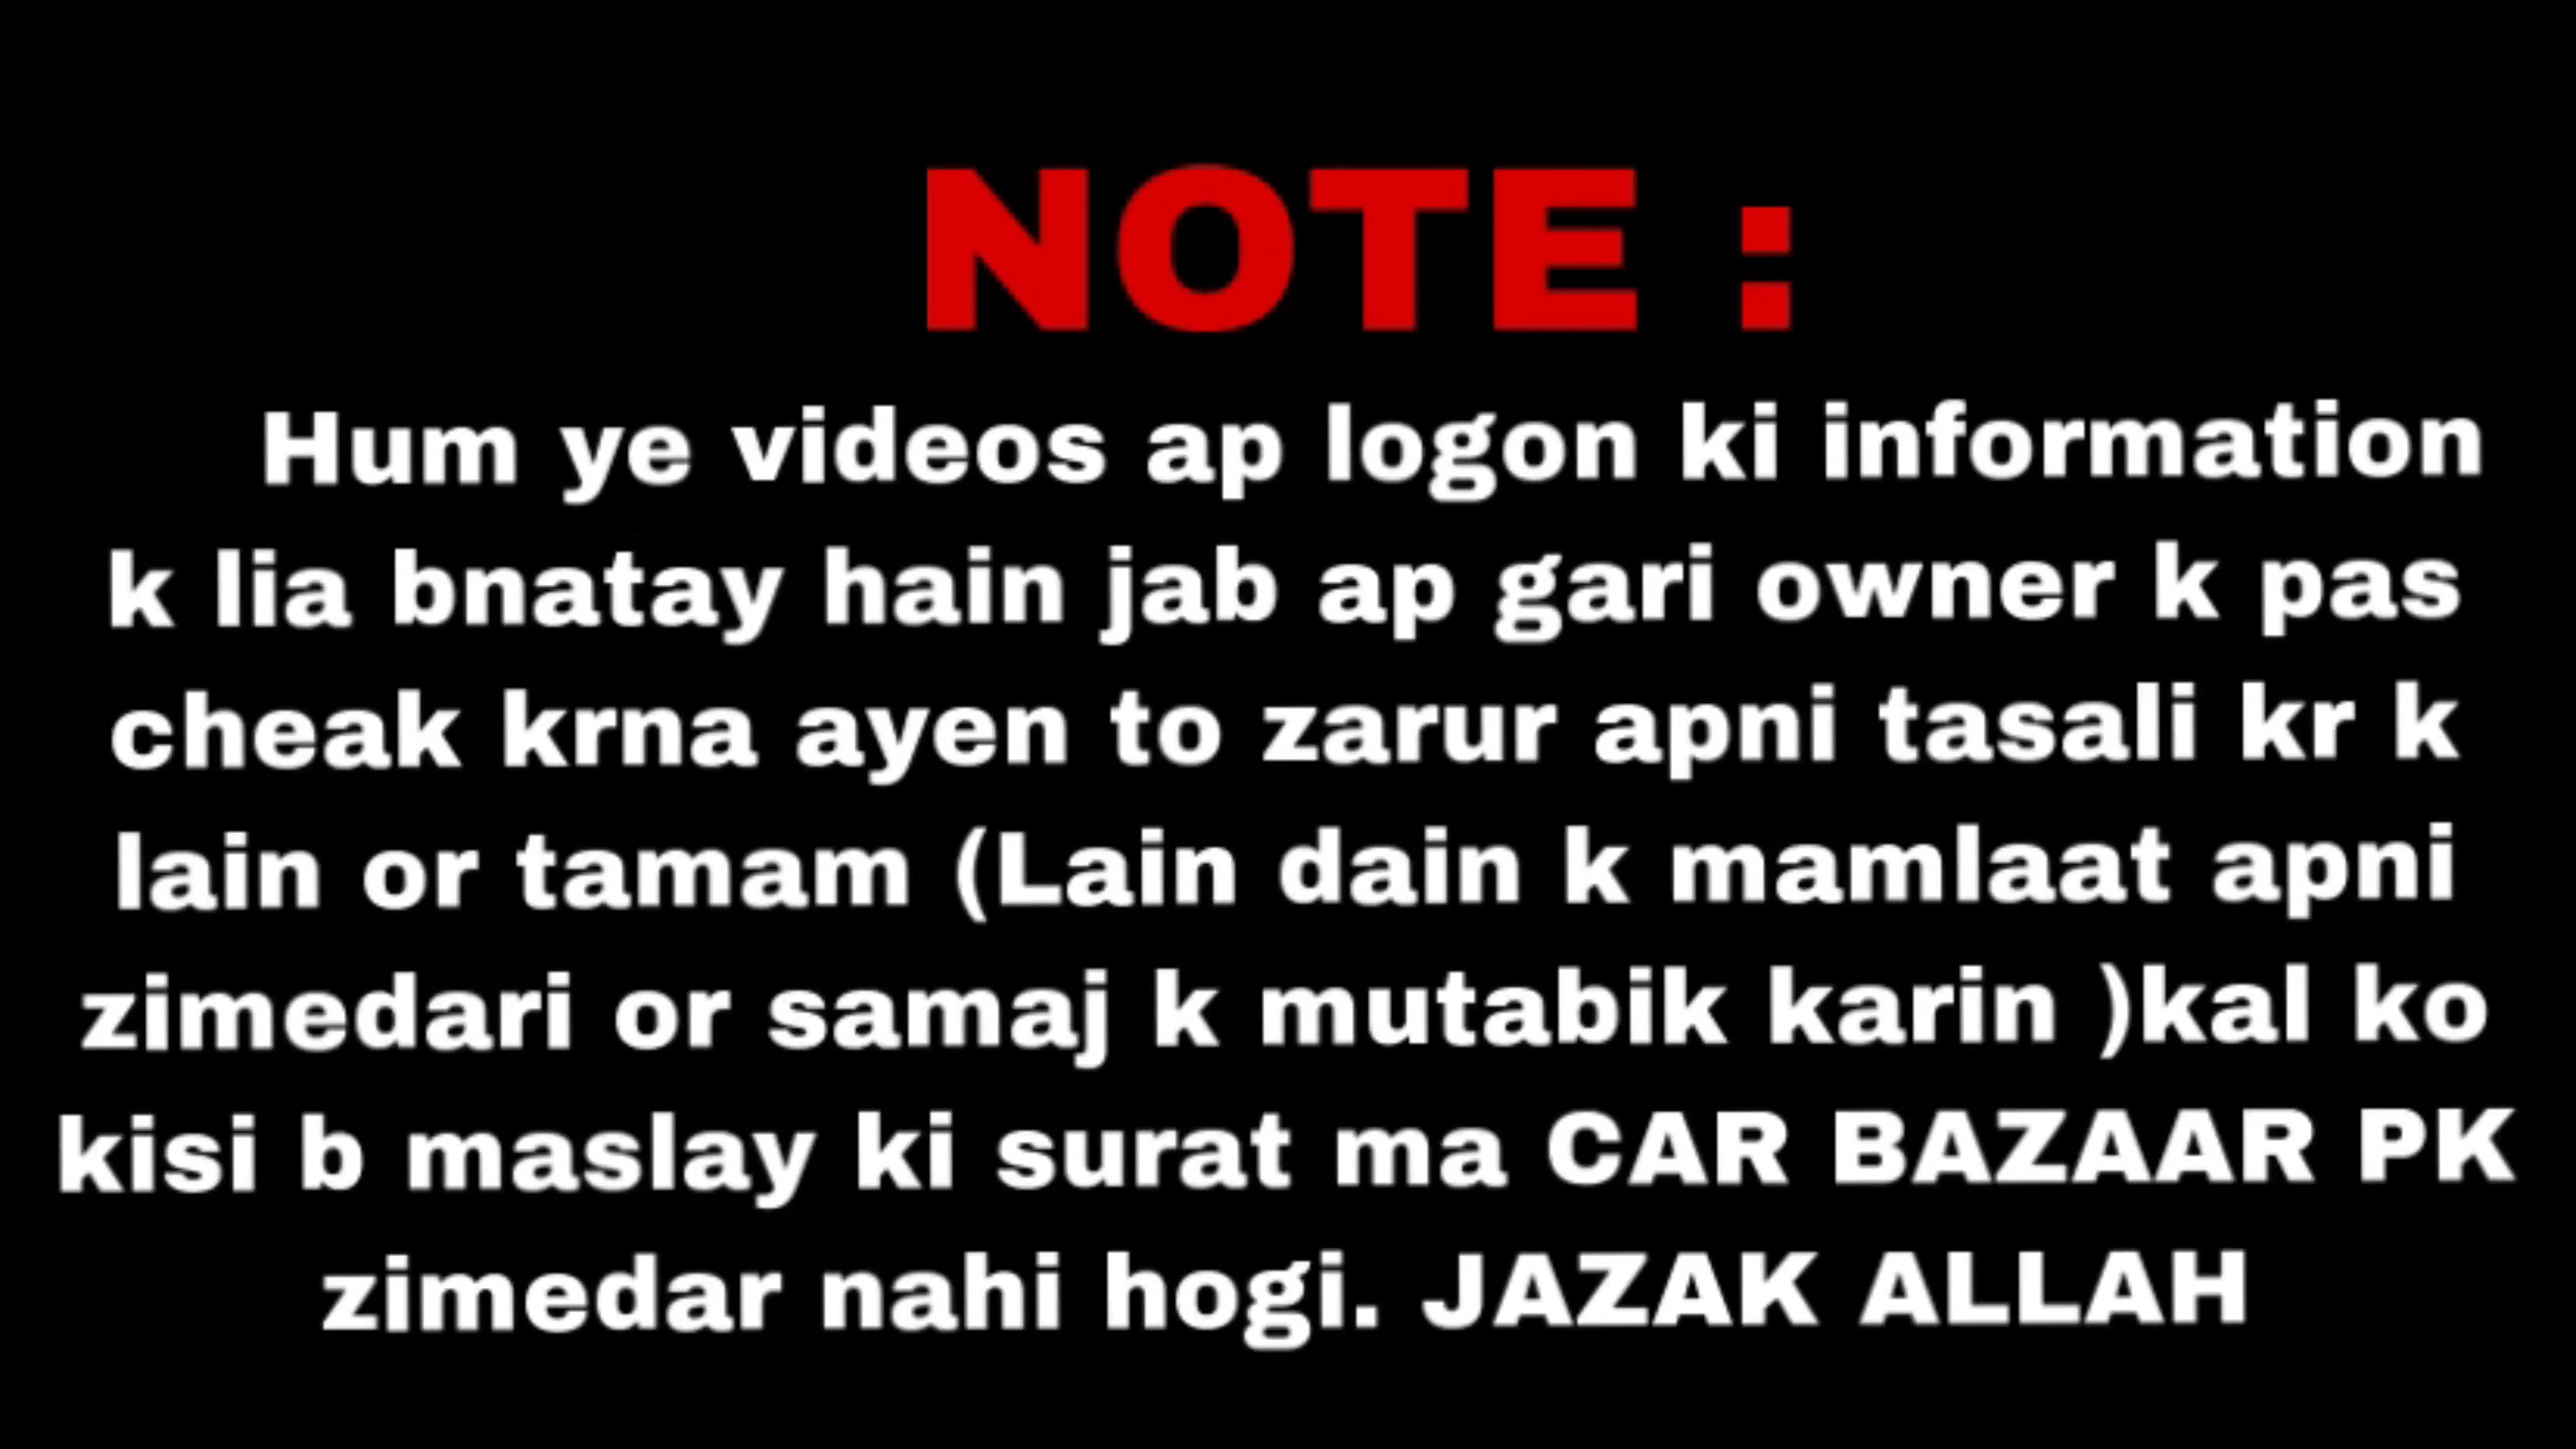 NOTE :
Hum ye videos ap logon ki information
k lia bnatay hain jab ap gari owner k pas
cheak krna ayen to zarur apni tasali kr k
lain or tamam (Lain dain k mamlaat apni
zimedari or samaj k mutabik karin )kal ko
kisi b maslay ki surat ma CAR BAZAAR PK
zimedar nahi hogi. JAZAK ALLAH